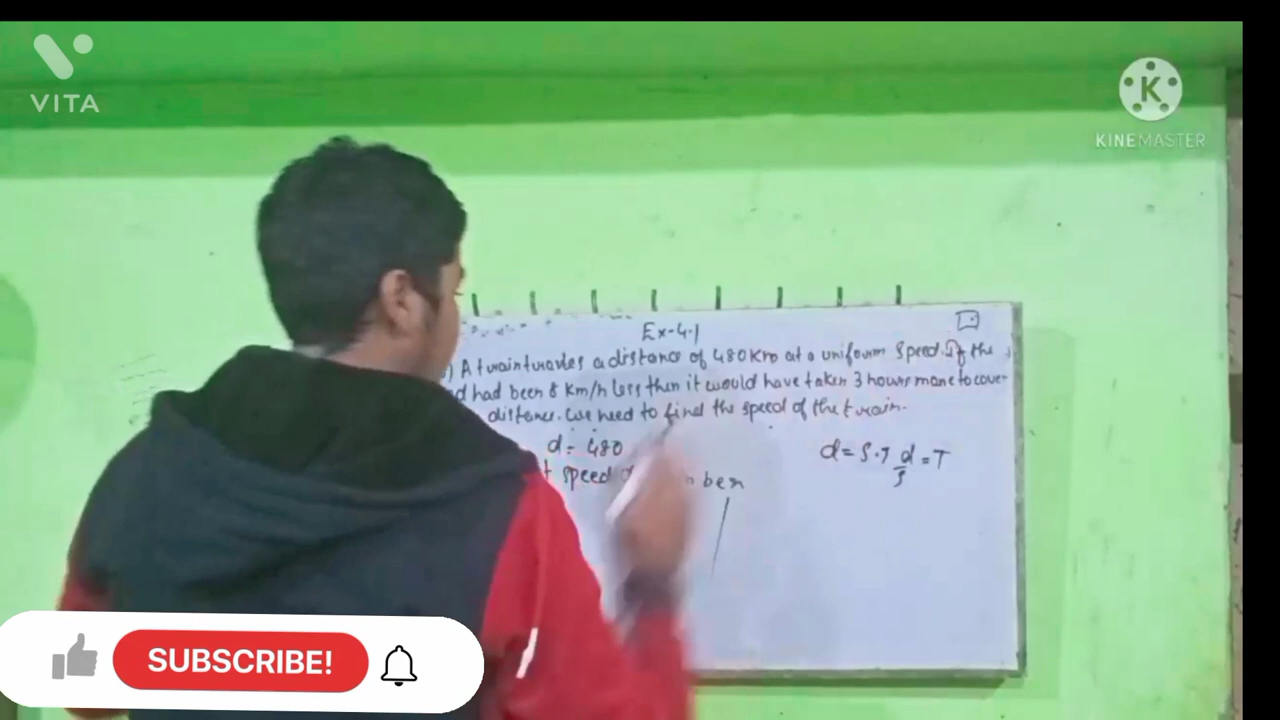 VITA
KINEMASTER
Ex-4.1
) A train travles a distance of 480 Km at a uniform speed. If the
d had been 8 km/h less then it would have taken 3 hours more to cover
distance. we need to find the speed of the train.
d = 480
d = S.T d/S = T
t speed ben
SUBSCRIBE!